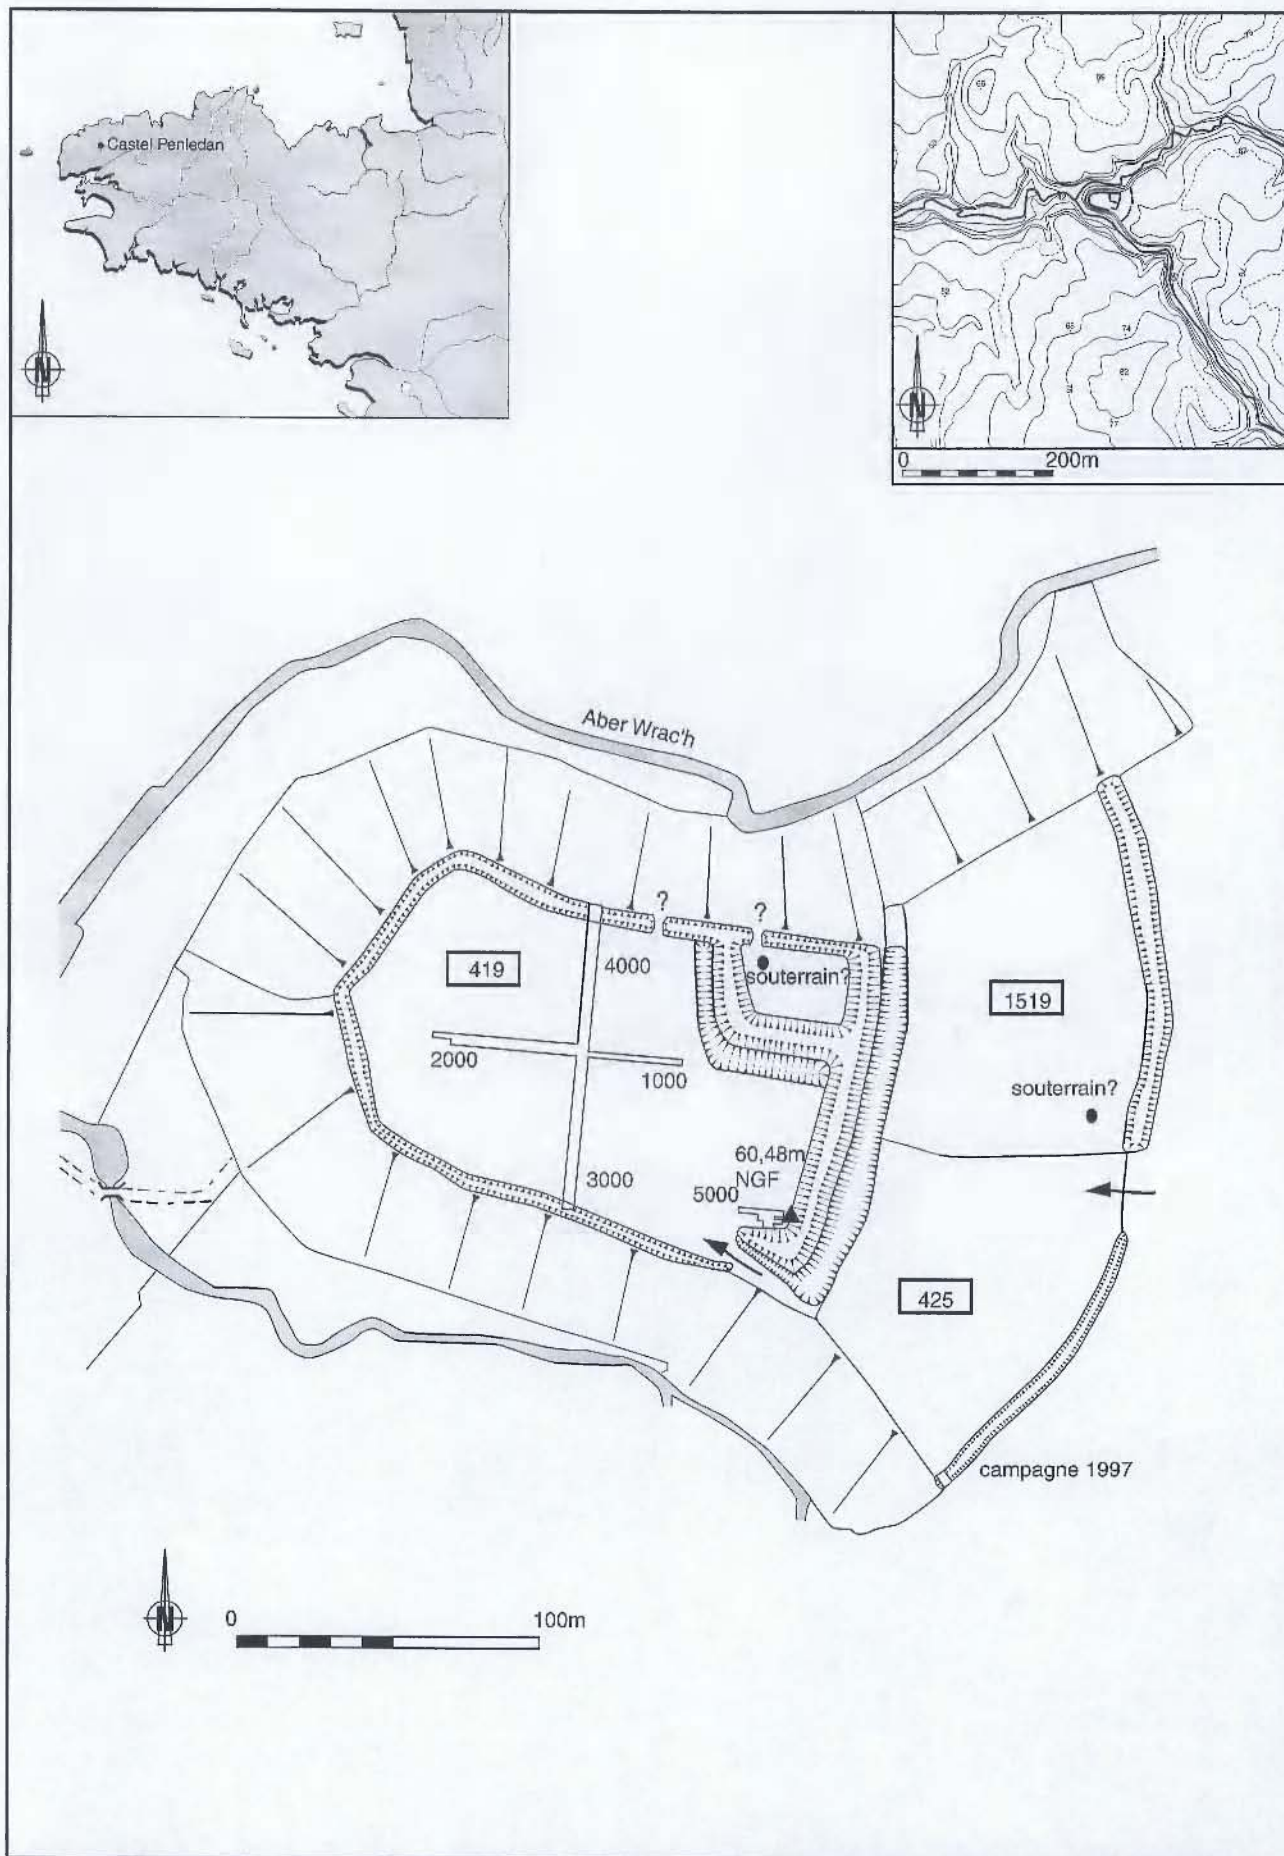 Castel Penledan
N
N
0 200m
Aber Wrac'h
?
?
419
4000
souterrain?
1519
2000
1000
souterrain?
60,48m
NGF
3000
5000
425
campagne 1997
N
0 100m